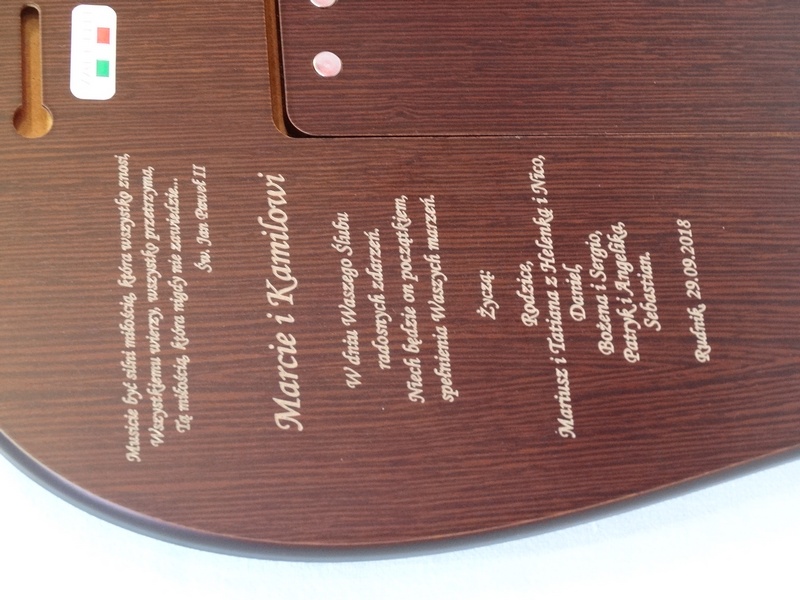 Musicie być silni miłością, która wszystko znosi,
Wszystkiemu wierzy, wszystko przetrzyma,
Tą miłością, która nigdy nie zawiedzie...
Św. Jan Paweł II
Marcie i Kamilowi
W dniu Waszego Ślubu
radosnych zdarzeń.
Niech będzie on początkiem,
spełnienia Waszych marzeń.
Życzą:
Rodzice,
Mariusz i Tatiana z Helenką i Nico,
Daniel,
Bożena i Sergio,
Patryk i Angelika,
Sebastian.
Rudnik, 29.09.2018